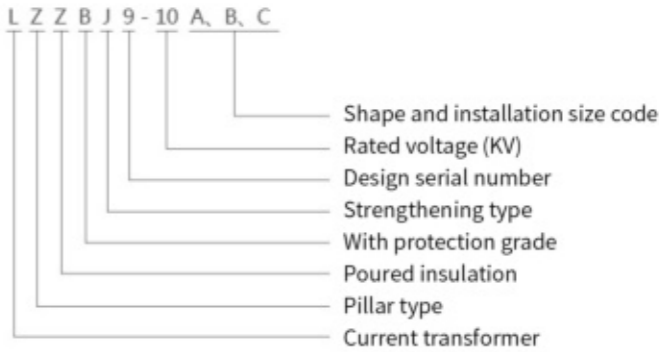 L Z Z B J 9 - 10 A、B、C
Shape and installation size code
Rated voltage (KV)
Design serial number
Strengthening type
With protection grade
Poured insulation
Pillar type
Current transformer